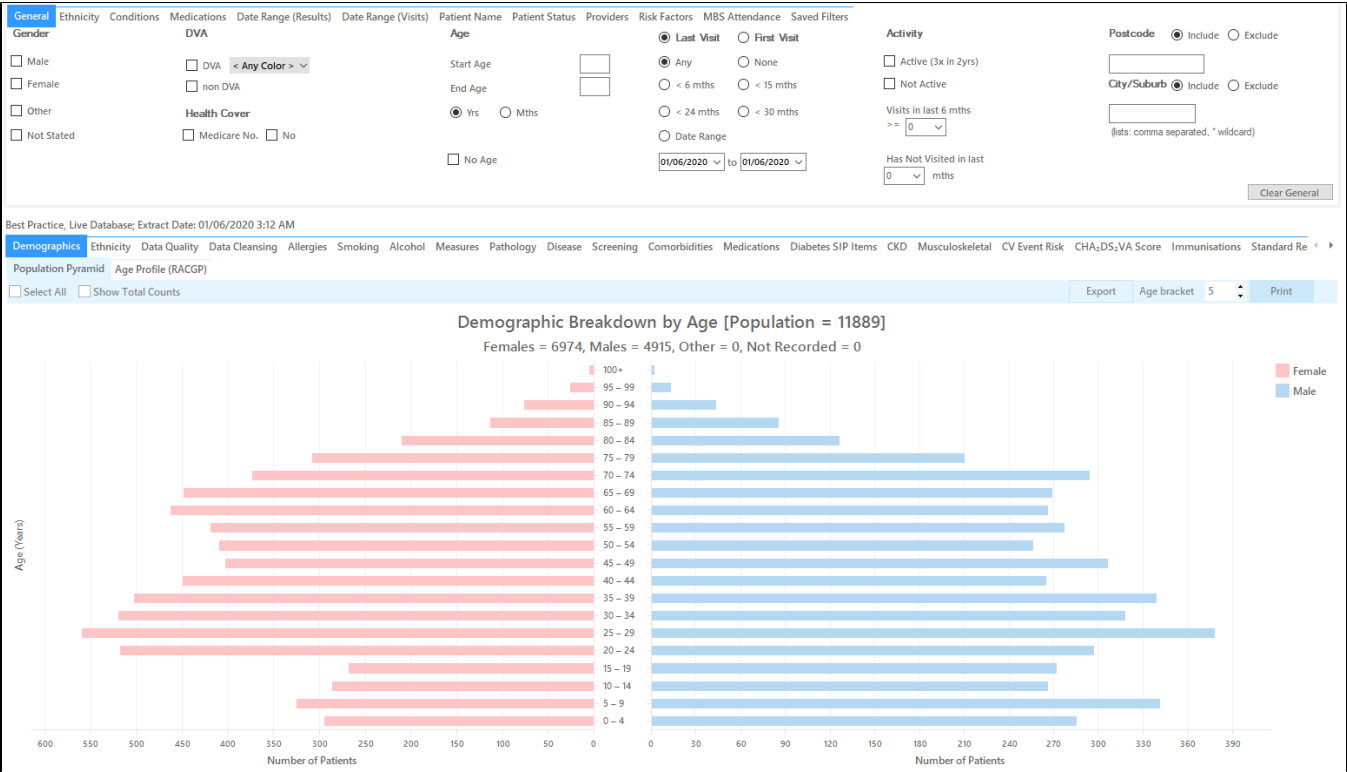 General Ethnicity Conditions Medications Date Range (Results) Date Range (Visits) Patient Name Patient Status Providers Risk Factors MBS Attendance Saved Filters
Gender DVA Age Last Visit First Visit Activity Postcode Include Exclude
Male DVA < Any Color > Start Age Any None Active (3x in 2yrs)
Female non DVA End Age < 6 mths < 15 mths Not Active City/Suburb Include Exclude
Other Health Cover Yrs Mths < 24 mths < 30 mths Visits in last 6 mths
>= 0
Not Stated Medicare No. No Date Range (lists: comma separated, * wildcard)
No Age 01/06/2020 to 01/06/2020 Has Not Visited in last
0 mths
Clear General
Best Practice, Live Database; Extract Date: 01/06/2020 3:12 AM
Demographics Ethnicity Data Quality Data Cleansing Allergies Smoking Alcohol Measures Pathology Disease Screening Comorbidities Medications Diabetes SIP Items CKD Musculoskeletal CV Event Risk CHA₂DS₂VA Score Immunisations Standard Re
Population Pyramid Age Profile (RACGP)
Select All Show Total Counts Export Age bracket 5 Print
Demographic Breakdown by Age [Population = 11889]
Females = 6974, Males = 4915, Other = 0, Not Recorded = 0
100+
95 – 99
90 – 94
85 – 89
80 – 84
75 – 79
70 – 74
65 – 69
60 – 64
55 – 59
50 – 54
45 – 49
40 – 44
35 – 39
30 – 34
25 – 29
20 – 24
15 – 19
10 – 14
5 – 9
0 – 4
Female
Male
Age (Years)
600 550 500 450 400 350 300 250 200 150 100 50 0 0 30 60 90 120 150 180 210 240 270 300 330 360 390
Number of Patients Number of Patients